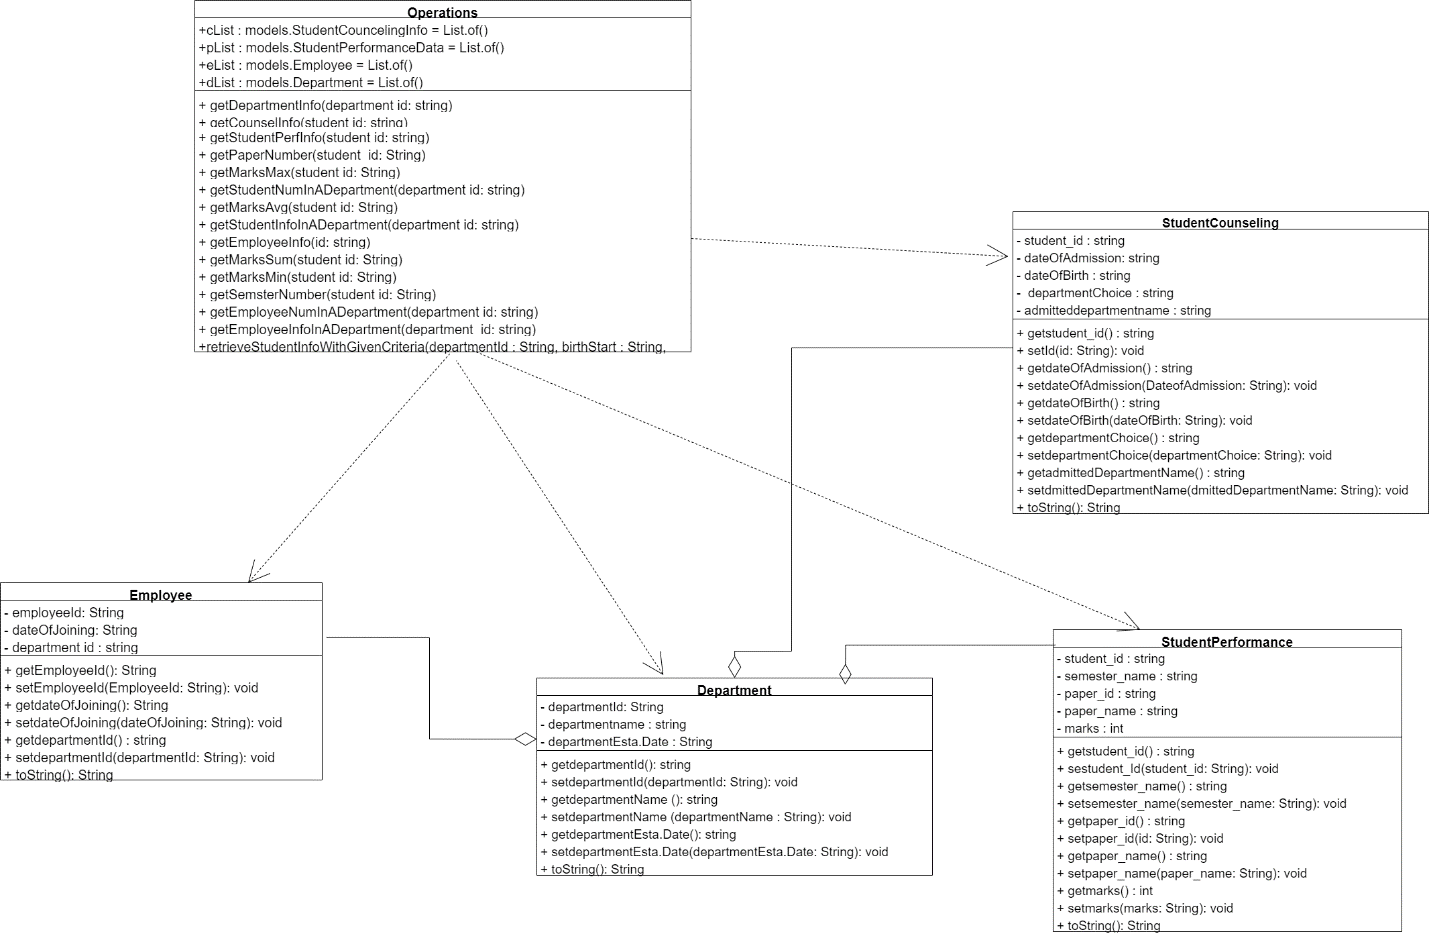 Operations
+cList : models.StudentCouncelingInfo = List.of()
+pList : models.StudentPerformanceData = List.of()
+eList : models.Employee = List.of()
+dList : models.Department = List.of()
+ getDepartmentInfo(department id: string)
+ getCounselInfo(student id: string)
+ getStudentPerfInfo(student id: string)
+ getPaperNumber(student  id: String)
+ getMarksMax(student id: String)
+ getStudentNumInADepartment(department id: string)
+ getMarksAvg(student id: String)
+ getStudentInfoInADepartment(department id: string)
+ getEmployeeInfo(id: string)
+ getMarksSum(student id: String)
+ getMarksMin(student id: String)
+ getSemsterNumber(student id: String)
+ getEmployeeNumInADepartment(department id: string)
+ getEmployeeInfoInADepartment(department  id: string)
+retrieveStudentInfoWithGivenCriteria(departmentId : String, birthStart : String,
StudentCounseling
- student_id : string
- dateOfAdmission: string
- dateOfBirth : string
-  departmentChoice : string
- admitteddepartmentname : string
+ getstudent_id() : string
+ setId(id: String): void
+ getdateOfAdmission() : string
+ setdateOfAdmission(DateofAdmission: String): void
+ getdateOfBirth() : string
+ setdateOfBirth(dateOfBirth: String): void
+ getdepartmentChoice() : string
+ setdepartmentChoice(departmentChoice: String): void
+ getadmittedDepartmentName() : string
+ setdmittedDepartmentName(dmittedDepartmentName: String): void
+ toString(): String
Employee
- employeeId: String
- dateOfJoining: String
- department id : string
+ getEmployeeId(): String
+ setEmployeeId(EmployeeId: String): void
+ getdateOfJoining(): String
+ setdateOfJoining(dateOfJoining: String): void
+ getdepartmentId() : string
+ setdepartmentId(departmentId: String): void
+ toString(): String
Department
- departmentId: String
- departmentname : string
- departmentEsta.Date : String
+ getdepartmentId(): string
+ setdepartmentId(departmentId: String): void
+ getdepartmentName (): string
+ setdepartmentName (departmentName : String): void
+ getdepartmentEsta.Date(): string
+ setdepartmentEsta.Date(departmentEsta.Date: String): void
+ toString(): String
StudentPerformance
- student_id : string
- semester_name : string
- paper_id : string
- paper_name : string
- marks : int
+ getstudent_id() : string
+ sestudent_Id(student_id: String): void
+ getsemester_name() : string
+ setsemester_name(semester_name: String): void
+ getpaper_id() : string
+ setpaper_id(id: String): void
+ getpaper_name() : string
+ setpaper_name(paper_name: String): void
+ getmarks() : int
+ setmarks(marks: String): void
+ toString(): String